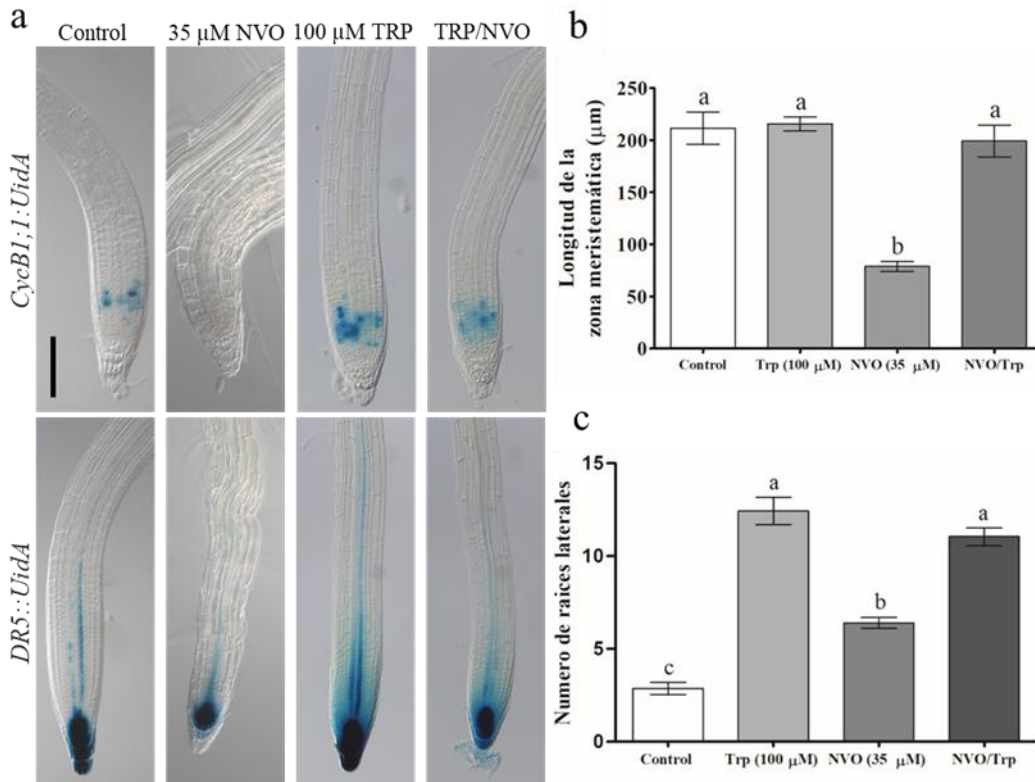 a
Control
35 µM NVO
100 µM TRP
TRP/NVO
CycB1;1:UidA
DR5::UidA
b
Longitud de la
zona meristemática (µm)
250
200
150
100
50
0
a
a
b
a
Control
Trp (100 µM)
NVO (35 µM)
NVO/Trp
c
Numero de raices laterales
15
10
5
0
c
a
b
a
Control
Trp (100 µM)
NVO (35 µM)
NVO/Trp